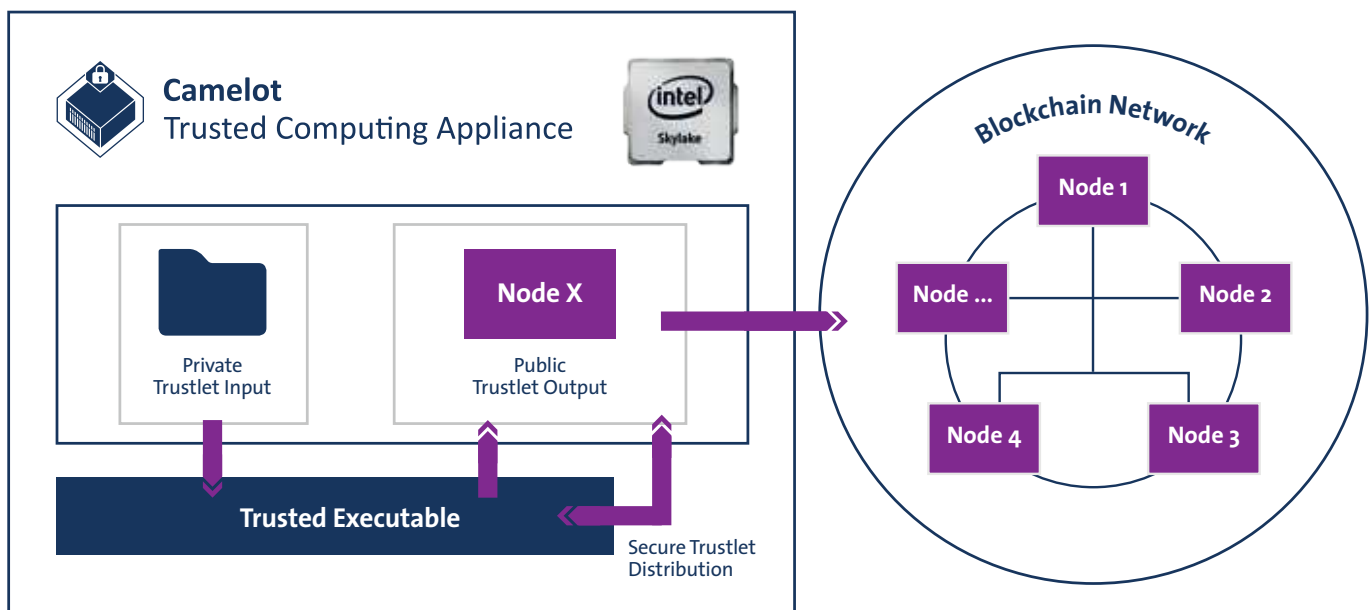 Camelot
Trusted Computing Appliance
intel
Skylake
Private
Trustlet Input
Node X
Public
Trustlet Output
Trusted Executable
Secure Trustlet
Distribution
Blockchain Network
Node 1
Node ...
Node 2
Node 4
Node 3